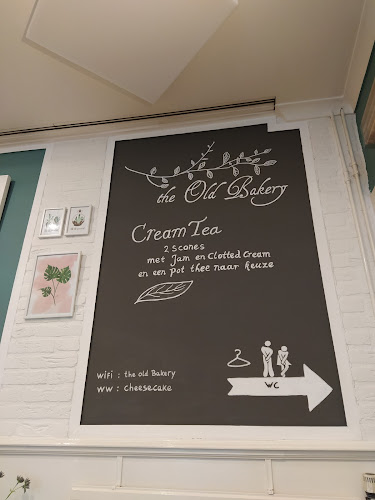 the Old Bakery
Cream Tea
2 scones
met Jam en Clotted Cream
en een pot thee naar keuze
wifi : the old Bakery
ww : cheesecake
WC